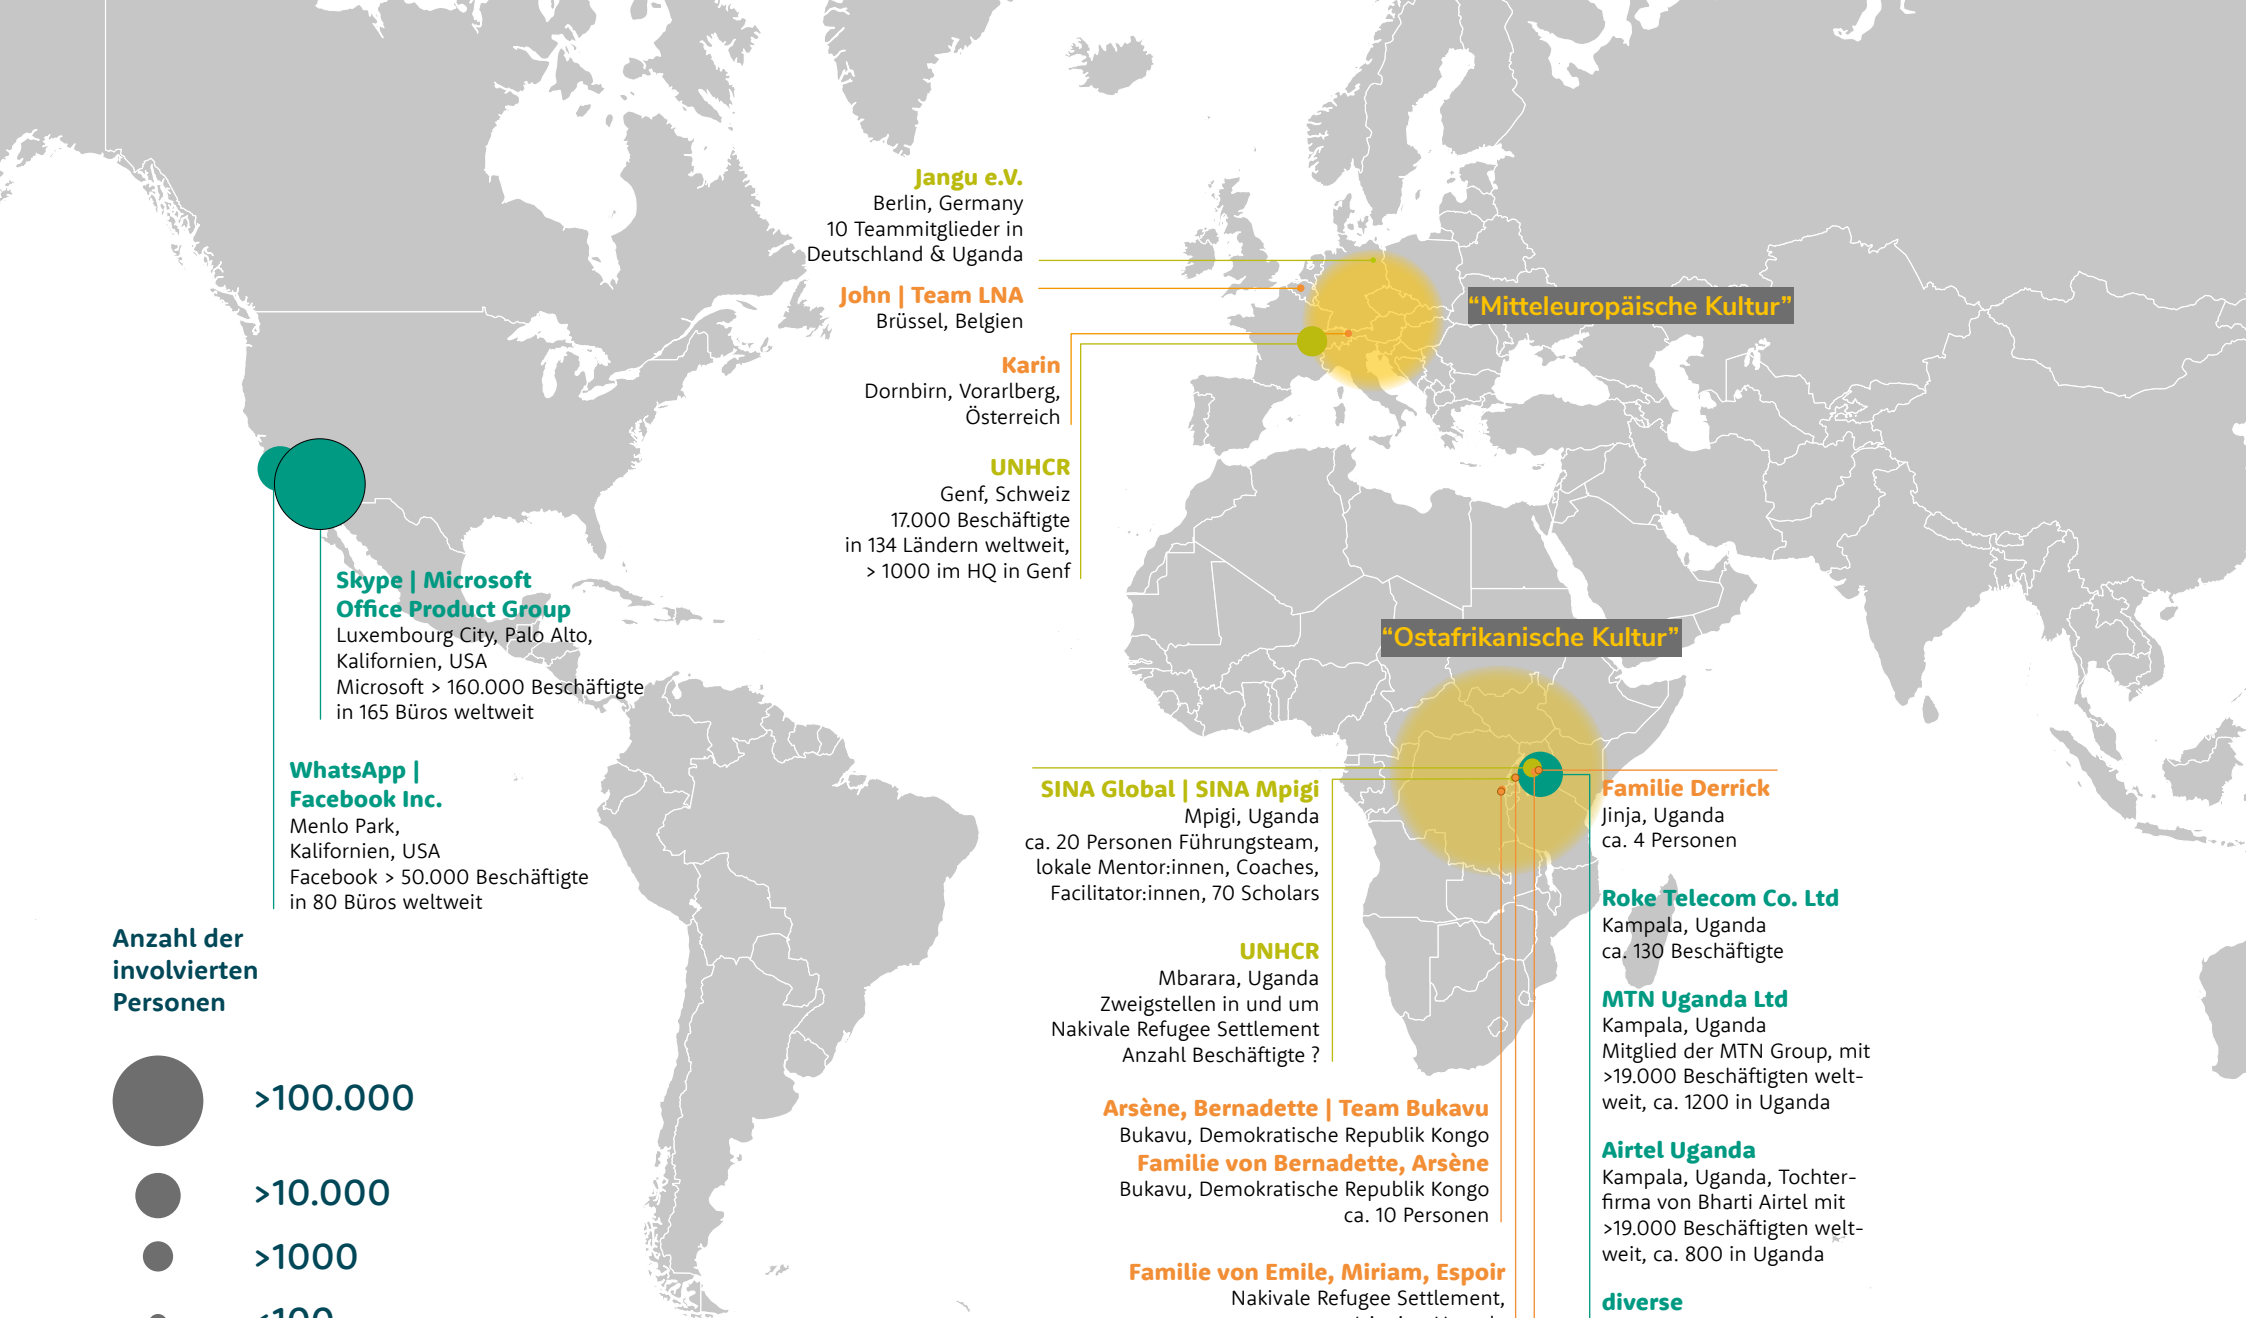 Jangu e.V.
Berlin, Germany
10 Teammitglieder in
Deutschland & Uganda
John | Team LNA
Brüssel, Belgien
Karin
Dornbirn, Vorarlberg,
Österreich
UNHCR
Genf, Schweiz
17.000 Beschäftigte
in 134 Ländern weltweit,
> 1000 im HQ in Genf
“Mitteleuropäische Kultur”
“Ostafrikanische Kultur”
Skype | Microsoft
Office Product Group
Luxembourg City, Palo Alto,
Kalifornien, USA
Microsoft > 160.000 Beschäftigte
in 165 Büros weltweit
WhatsApp |
Facebook Inc.
Menlo Park,
Kalifornien, USA
Facebook > 50.000 Beschäftigte
in 80 Büros weltweit
Anzahl der
involvierten
Personen
>100.000
>10.000
>1000
<100
SINA Global | SINA Mpigi
Mpigi, Uganda
ca. 20 Personen Führungsteam,
lokale Mentor:innen, Coaches,
Facilitator:innen, 70 Scholars
UNHCR
Mbarara, Uganda
Zweigstellen in und um
Nakivale Refugee Settlement
Anzahl Beschäftigte ?
Arsène, Bernadette | Team Bukavu
Bukavu, Demokratische Republik Kongo
Familie von Bernadette, Arsène
Bukavu, Demokratische Republik Kongo
ca. 10 Personen
Familie von Emile, Miriam, Espoir
Nakivale Refugee Settlement,
Familie Derrick
Jinja, Uganda
ca. 4 Personen
Roke Telecom Co. Ltd
Kampala, Uganda
ca. 130 Beschäftigte
MTN Uganda Ltd
Kampala, Uganda
Mitglied der MTN Group, mit
>19.000 Beschäftigten welt-
weit, ca. 1200 in Uganda
Airtel Uganda
Kampala, Uganda, Tochter-
firma von Bharti Airtel mit
>19.000 Beschäftigten welt-
weit, ca. 800 in Uganda
diverse